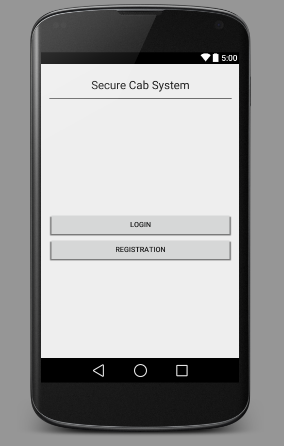 5:00
Secure Cab System
LOGIN
REGISTRATION